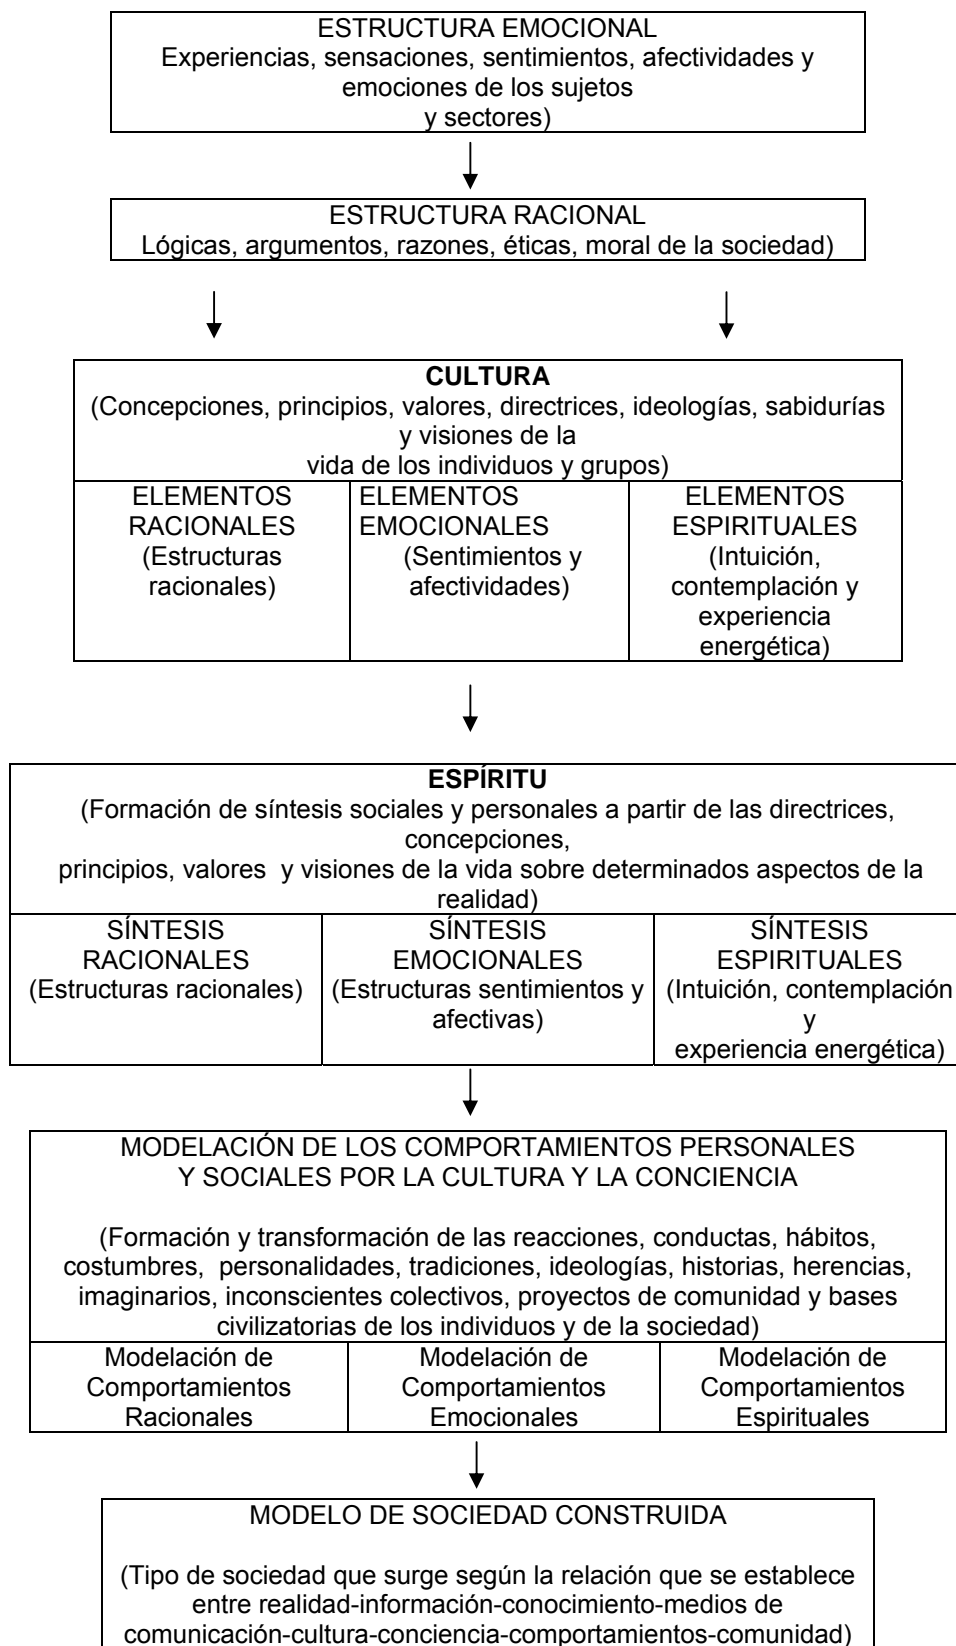 ESTRUCTURA EMOCIONAL
Experiencias, sensaciones, sentimientos, afectividades y
emociones de los sujetos
y sectores)
ESTRUCTURA RACIONAL
Lógicas, argumentos, razones, éticas, moral de la sociedad)
CULTURA
(Concepciones, principios, valores, directrices, ideologías, sabidurías
y visiones de la
vida de los individuos y grupos)
ELEMENTOS
RACIONALES
(Estructuras
racionales)
ELEMENTOS
EMOCIONALES
(Sentimientos y
afectividades)
ELEMENTOS
ESPIRITUALES
(Intuición,
contemplación y
experiencia
energética)
ESPÍRITU
(Formación de síntesis sociales y personales a partir de las directrices,
concepciones,
principios, valores  y visiones de la vida sobre determinados aspectos de la
realidad)
SÍNTESIS
RACIONALES
(Estructuras racionales)
SÍNTESIS
EMOCIONALES
(Estructuras sentimientos y
afectivas)
SÍNTESIS
ESPIRITUALES
(Intuición, contemplación
y
experiencia energética)
MODELACIÓN DE LOS COMPORTAMIENTOS PERSONALES
Y SOCIALES POR LA CULTURA Y LA CONCIENCIA
(Formación y transformación de las reacciones, conductas, hábitos,
costumbres,  personalidades, tradiciones, ideologías, historias, herencias,
imaginarios, inconscientes colectivos, proyectos de comunidad y bases
civilizatorias de los individuos y de la sociedad)
Modelación de
Comportamientos
Racionales
Modelación de
Comportamientos
Emocionales
Modelación de
Comportamientos
Espirituales
MODELO DE SOCIEDAD CONSTRUIDA
(Tipo de sociedad que surge según la relación que se establece
entre realidad-información-conocimiento-medios de
comunicación-cultura-conciencia-comportamientos-comunidad)